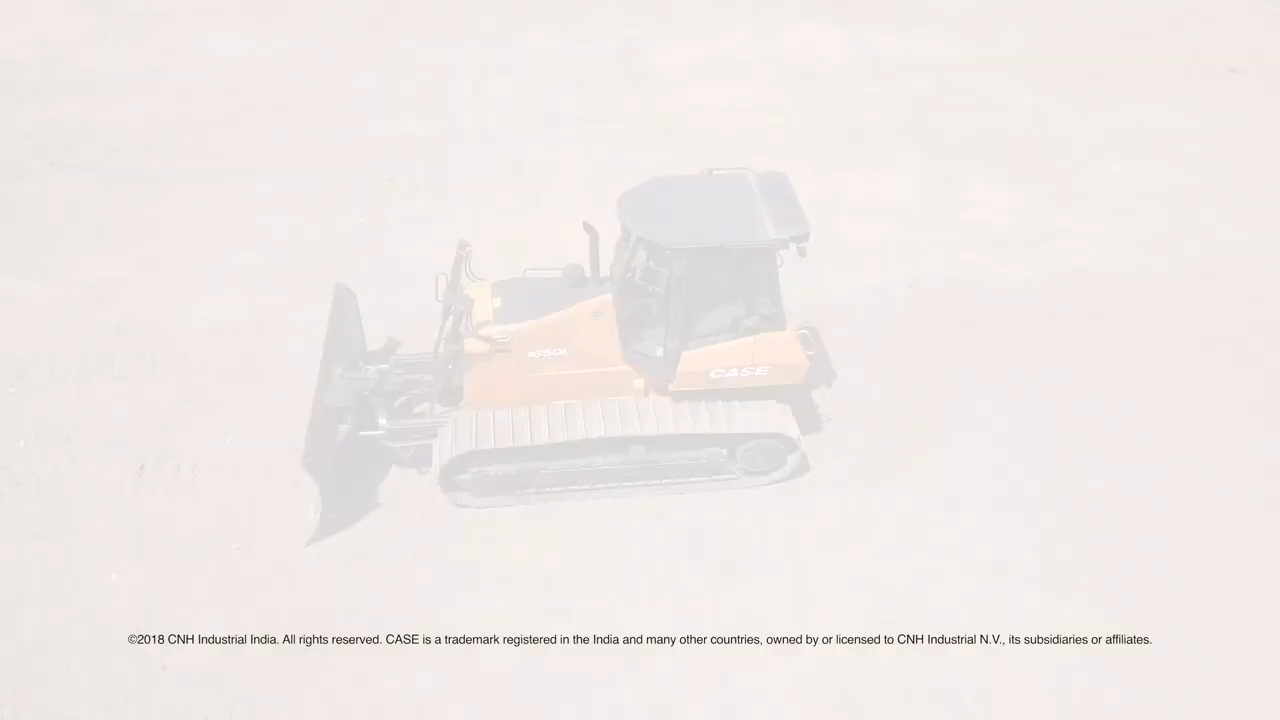 1650L
CASE
©2018 CNH Industrial India. All rights reserved. CASE is a trademark registered in the India and many other countries, owned by or licensed to CNH Industrial N.V., its subsidiaries or affiliates.